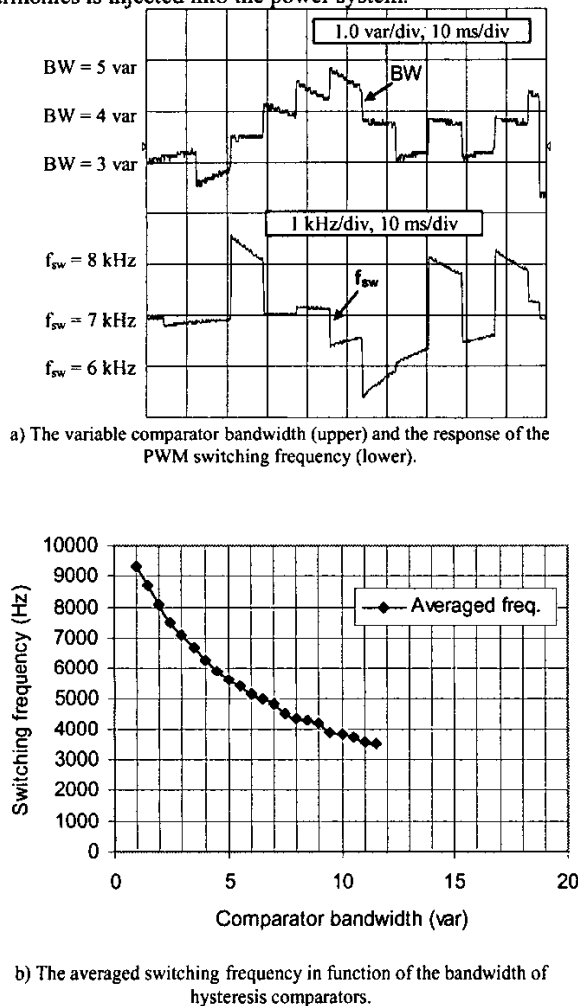 is injected into the power system.
1.0 var/div, 10 ms/div
BW = 5 var
BW
BW = 4 var
BW = 3 var
1 kHz/div, 10 ms/div
fsw = 8 kHz
fsw
fsw = 7 kHz
fsw = 6 kHz
a) The variable comparator bandwidth (upper) and the response of the
PWM switching frequency (lower).
10000
9000
8000
7000
6000
5000
4000
3000
2000
1000
0
Switching frequency (Hz)
Averaged freq.
0 5 10 15 20
Comparator bandwidth (var)
b) The averaged switching frequency in function of the bandwidth of
hysteresis comparators.